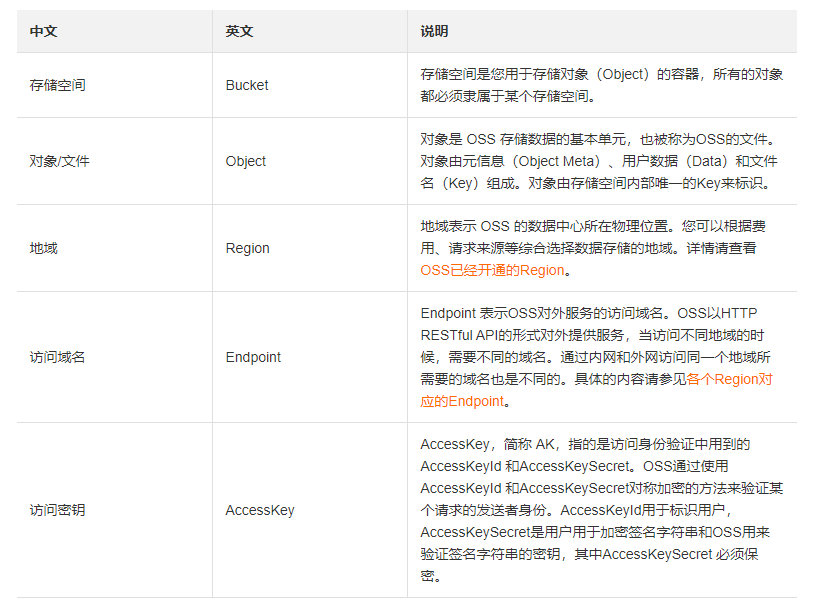 中文
英文
说明
存储空间
Bucket
存储空间是您用于存储对象（Object）的容器，所有的对象
都必须隶属于某个存储空间。
对象/文件
Object
对象是 OSS 存储数据的基本单元，也被称为OSS的文件。
对象由元信息（Object Meta）、用户数据（Data）和文件
名（Key）组成。对象由存储空间内部唯一的Key来标识。
地域
Region
地域表示 OSS 的数据中心所在物理位置。您可以根据费
用、请求来源等综合选择数据存储的地域。详情请查看
OSS已经开通的Region。
访问域名
Endpoint
Endpoint 表示OSS对外服务的访问域名。OSS以HTTP
RESTful API的形式对外提供服务，当访问不同地域的时
候，需要不同的域名。通过内网和外网访问同一个地域所
需要的域名也是不同的。具体的内容请参见各个Region对
应的Endpoint。
访问密钥
AccessKey
AccessKey，简称 AK，指的是访问身份验证中用到的
AccessKeyId 和AccessKeySecret。OSS通过使用
AccessKeyId 和AccessKeySecret对称加密的方法来验证某
个请求的发送者身份。AccessKeyId用于标识用户，
AccessKeySecret是用户用于加密签名字符串和OSS用来
验证签名字符串的密钥，其中AccessKeySecret 必须保
密。